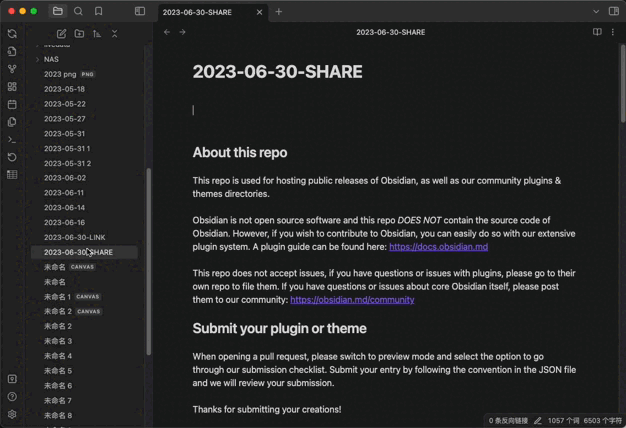 2023-06-30-SHARE
2023-06-30-SHARE
NAS
2023 png PNG
2023-05-18
2023-05-22
2023-05-27
2023-05-31
2023-05-31 1
2023-05-31 2
2023-06-02
2023-06-11
2023-06-14
2023-06-16
2023-06-30-LINK
2023-06-30-SHARE
未命名 CANVAS
未命名
未命名 1 CANVAS
未命名 2 CANVAS
未命名 2
未命名 3
未命名 4
未命名 5
未命名 6
未命名 7
未命名 8
2023-06-30-SHARE
About this repo
This repo is used for hosting public releases of Obsidian, as well as our community plugins &
themes directories.
Obsidian is not open source software and this repo DOES NOT contain the source code of
Obsidian. However, if you wish to contribute to Obsidian, you can easily do so with our extensive
plugin system. A plugin guide can be found here: https://docs.obsidian.md
This repo does not accept issues, if you have questions or issues with plugins, please go to their
own repo to file them. If you have questions or issues about core Obsidian itself, please post
them to our community: https://obsidian.md/community
Submit your plugin or theme
When opening a pull request, please switch to preview mode and select the option to go
through our submission checklist. Submit your entry by following the convention in the JSON file
and we will review your submission.
Thanks for submitting your creations!
0 条反向链接 1057 个词 6503 个字符